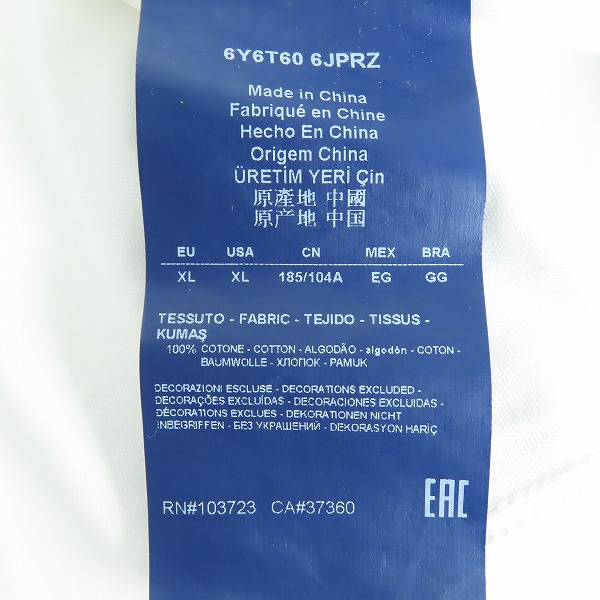 6Y6T60 6JPRZ
Made in China
Fabriqué en Chine
Hecho En China
Origem China
ÜRETİM YERİ Çin
原產地 中國
原产地 中国
EU USA CN MEX BRA
XL XL 185/104A EG GG
TESSUTO - FABRIC - TEJIDO - TISSUS -
KUMAŞ
100% COTONE - COTTON - ALGODÃO - algodón - COTON -
BAUMWOLLE - ХЛОПОК - PAMUK
DECORAZIONI ESCLUSE - DECORATIONS EXCLUDED -
DECORAÇÕES EXCLUÍDAS - DECORACIONES EXCLUIDAS -
DÉCORATIONS EXCLUES - DEKORATIONEN NICHT
INBEGRIFFEN - БЕЗ УКРАШЕНИЙ - DEKORASYON HARİÇ
RN#103723 CA#37360
EAC